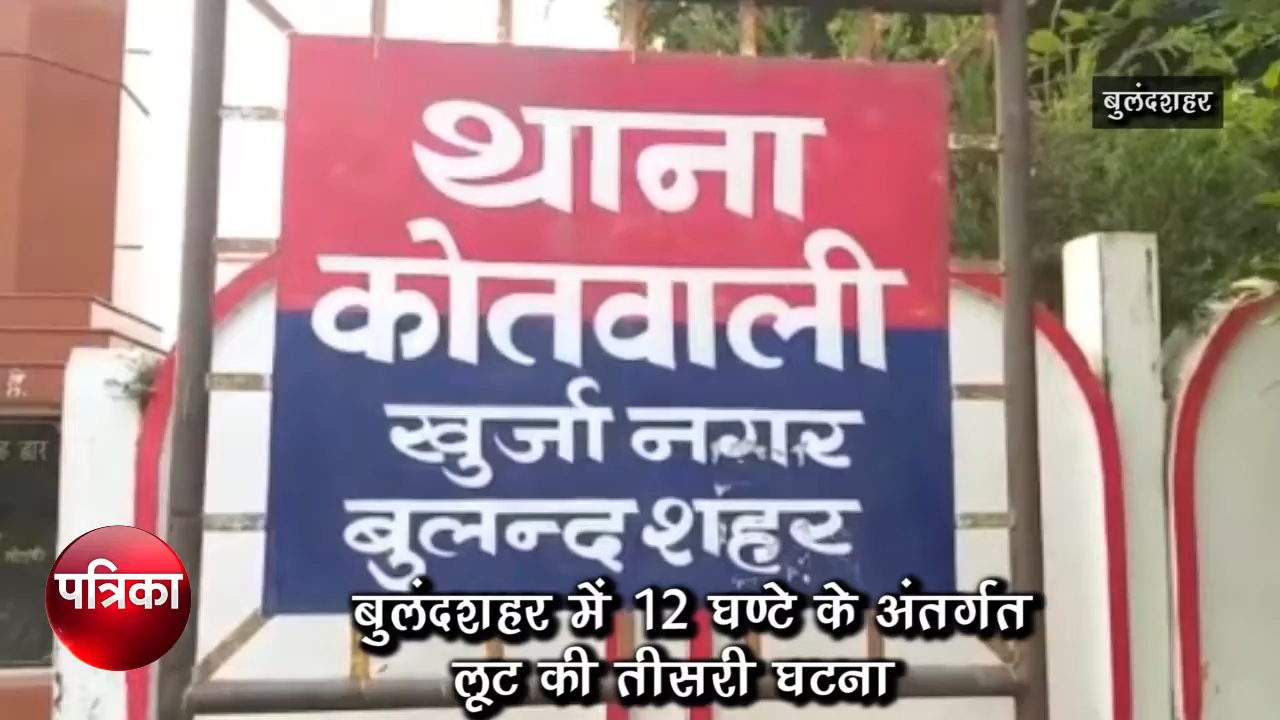 बुलंदशहर
थाना
कोतवाली
खुर्जा नगर
बुलन्दशहर
पत्रिका
बुलंदशहर में 12 घण्टे के अंतर्गत
लूट की तीसरी घटना